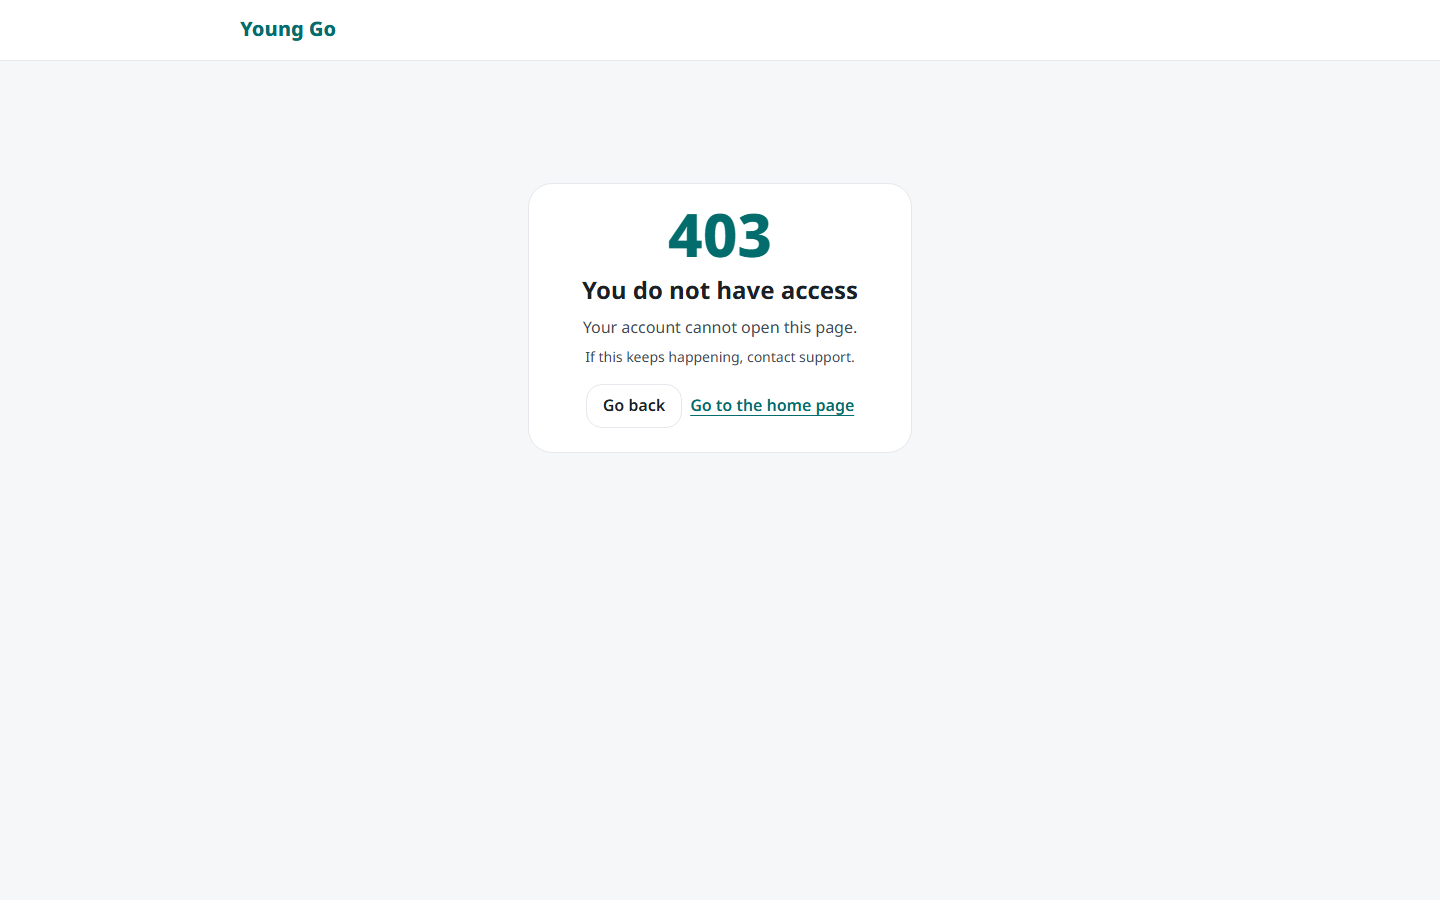 Young Go
403
You do not have access
Your account cannot open this page.
If this keeps happening, contact support.
Go back Go to the home page